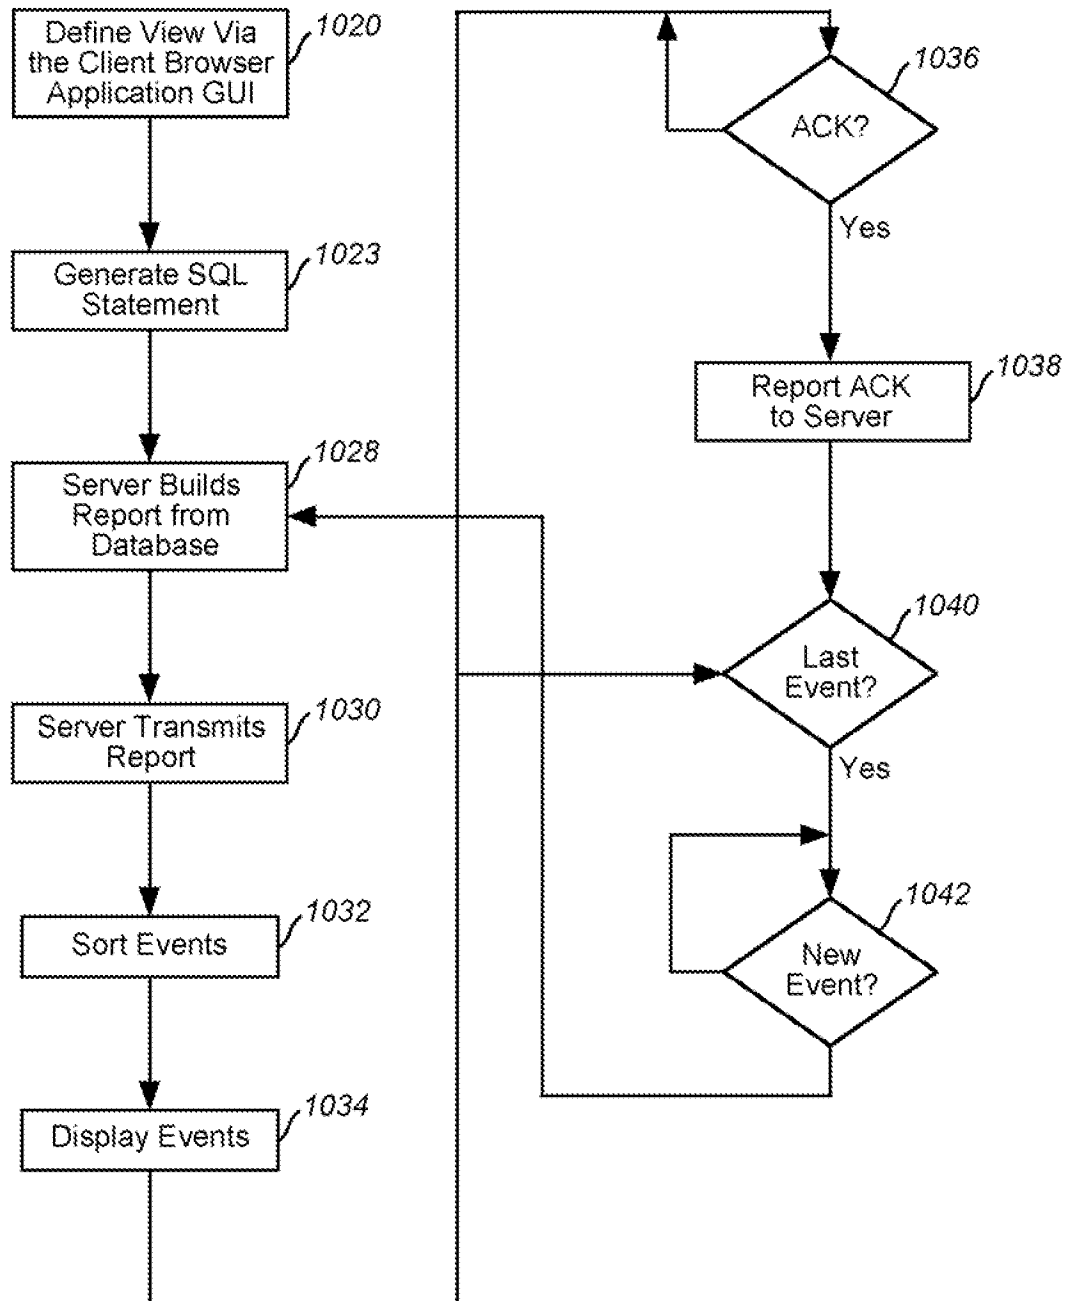 Define View Via
the Client Browser
Application GUI
1020
Generate SQL
Statement
1023
Server Builds
Report from
Database
1028
Server Transmits
Report
1030
Sort Events
1032
Display Events
1034
ACK?
1036
Yes
Report ACK
to Server
1038
Last
Event?
1040
Yes
New
Event?
1042